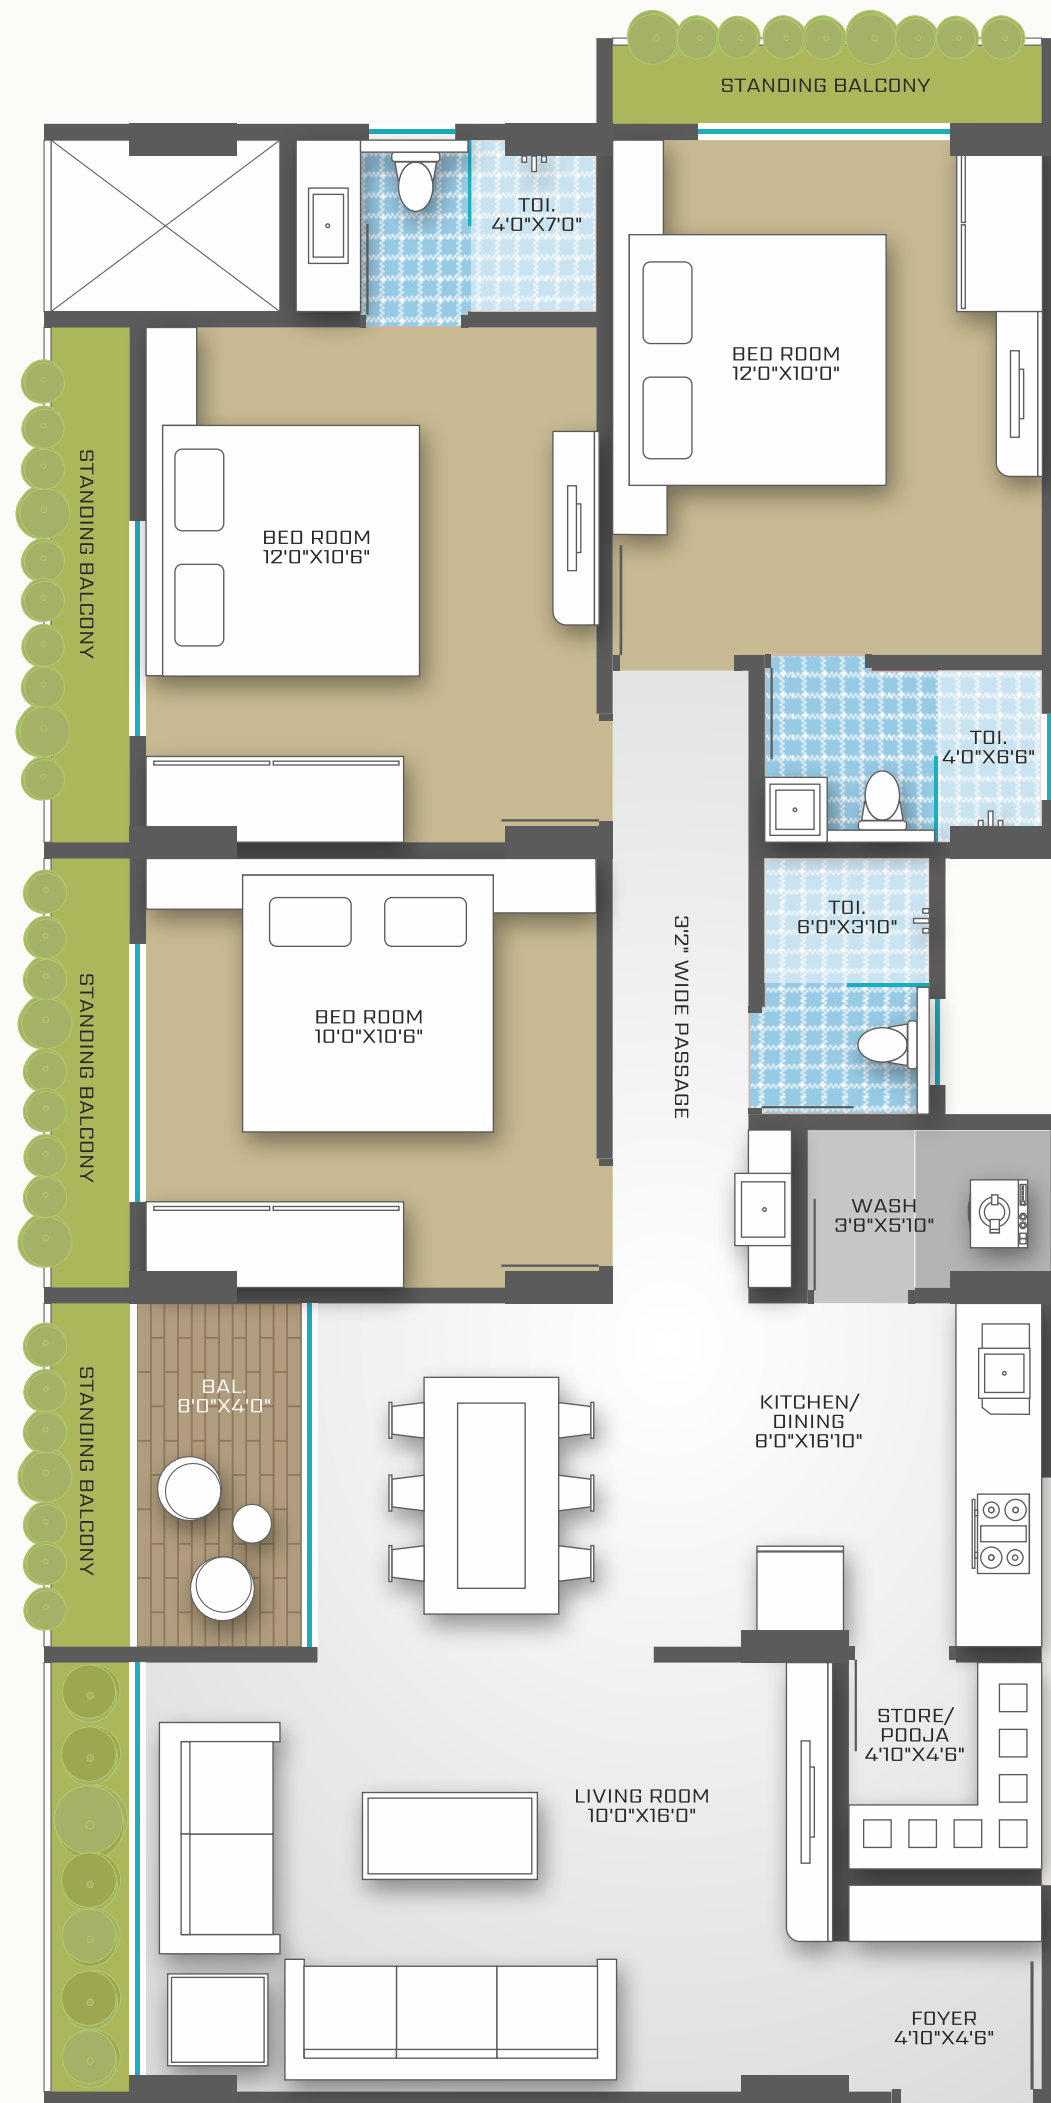 STANDING BALCONY
TOI.
4'0"X7'0"
BED ROOM
12'0"X10'0"
STANDING BALCONY
BED ROOM
12'0"X10'6"
TOI.
4'0"X6'6"
TOI.
6'0"X3'10"
3'2" WIDE PASSAGE
STANDING BALCONY
BED ROOM
10'0"X10'6"
WASH
3'8"X5'10"
STANDING BALCONY
BAL.
8'0"X4'0"
KITCHEN/
DINING
8'0"X16'10"
STORE/
POOJA
4'10"X4'6"
LIVING ROOM
10'0"X16'0"
FOYER
4'10"X4'6"